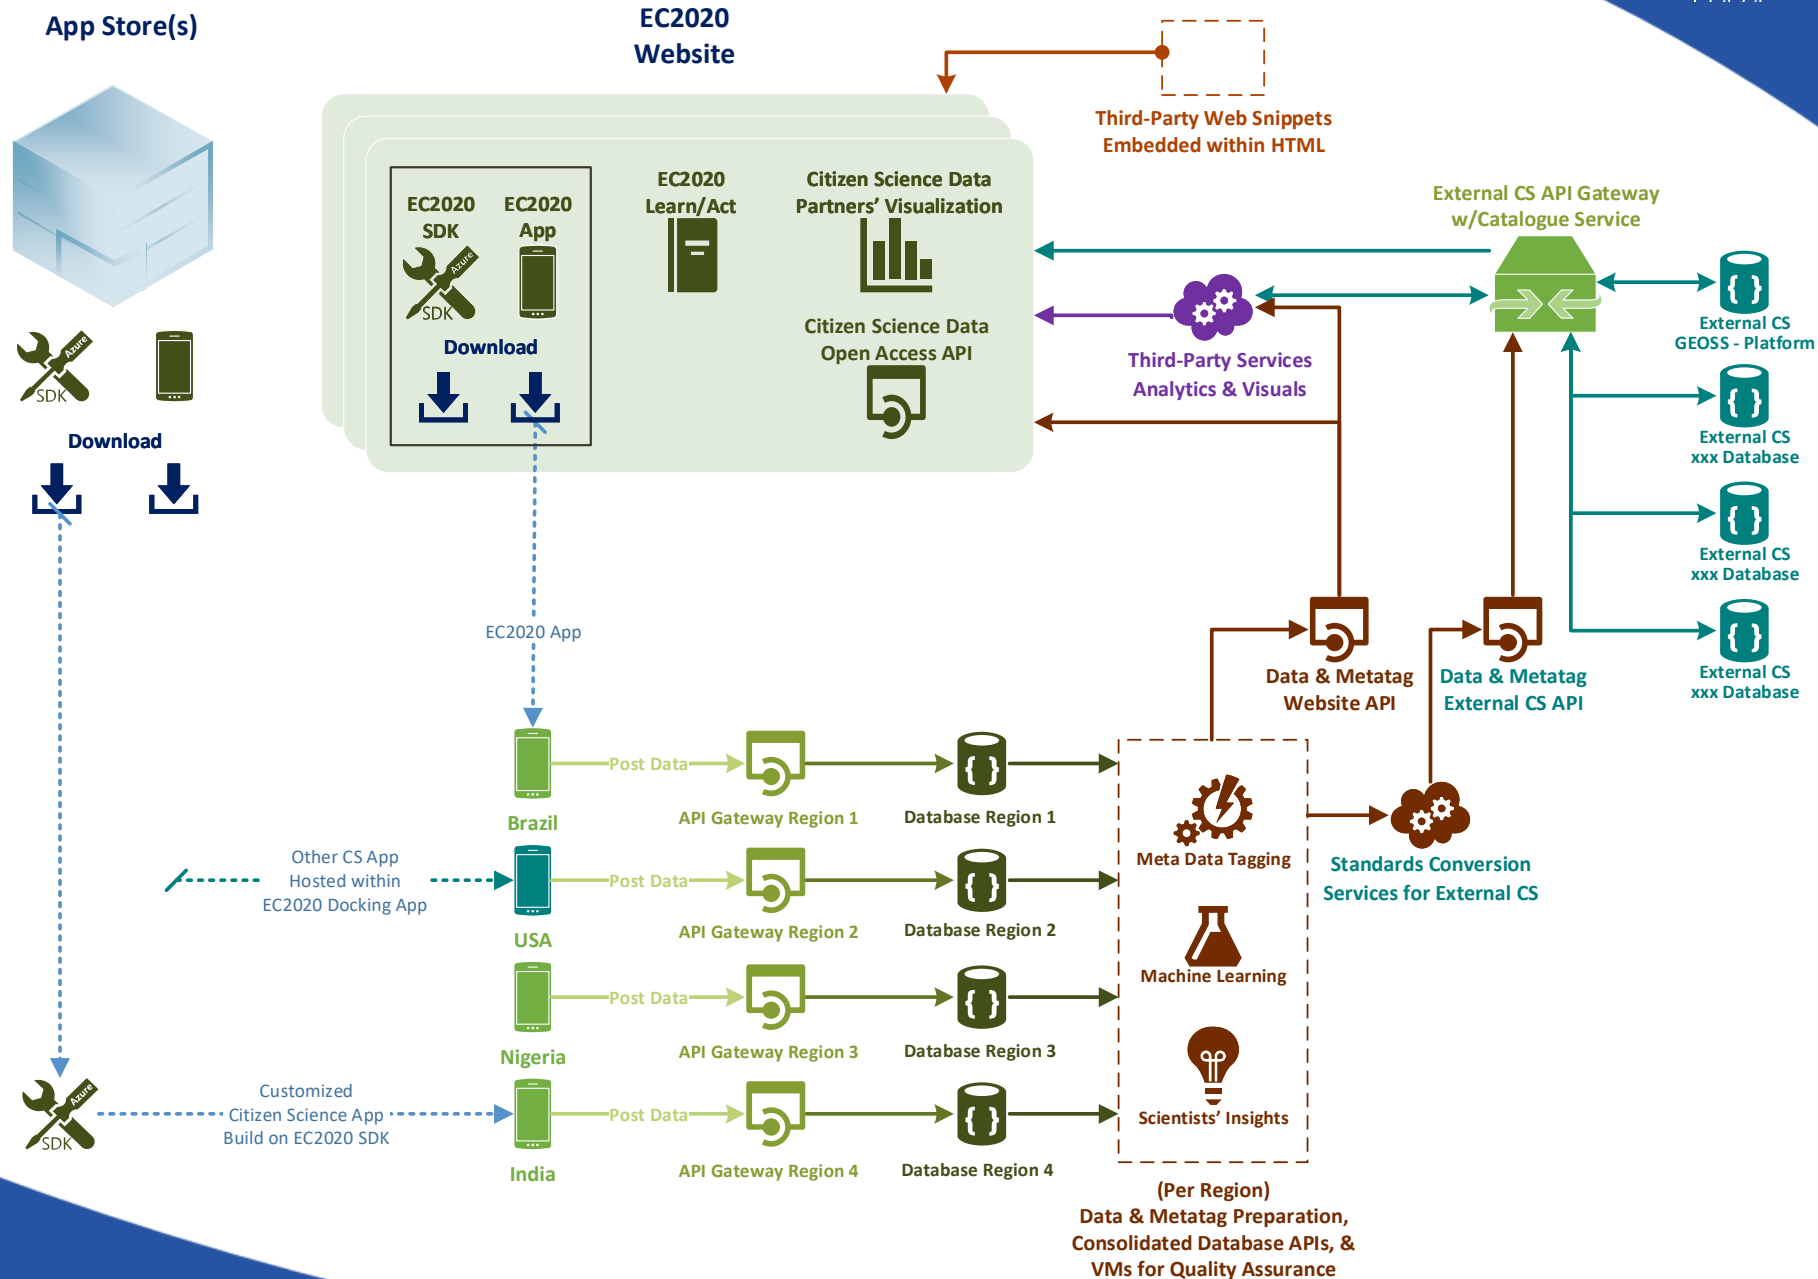 App Store(s)
EC2020
Website
Third-Party Web Snippets
Embedded within HTML
EC2020
SDK
EC2020
App
EC2020
Learn/Act
Citizen Science Data
Partners' Visualization
Azure
SDK
Download
Citizen Science Data
Open Access API
External CS API Gateway
w/Catalogue Service
Third-Party Services
Analytics & Visuals
External CS
GEOSS - Platform
External CS
xxx Database
External CS
xxx Database
External CS
xxx Database
Azure
SDK
Download
EC2020 App
Data & Metatag
Website API
Data & Metatag
External CS API
Post Data
Brazil
API Gateway Region 1
Database Region 1
Other CS App
Hosted within
EC2020 Docking App
Post Data
USA
API Gateway Region 2
Database Region 2
Post Data
Nigeria
API Gateway Region 3
Database Region 3
Azure
SDK
Customized
Citizen Science App
Build on EC2020 SDK
Post Data
India
API Gateway Region 4
Database Region 4
Meta Data Tagging
Machine Learning
Scientists' Insights
Standards Conversion
Services for External CS
(Per Region)
Data & Metatag Preparation,
Consolidated Database APIs, &
VMs for Quality Assurance